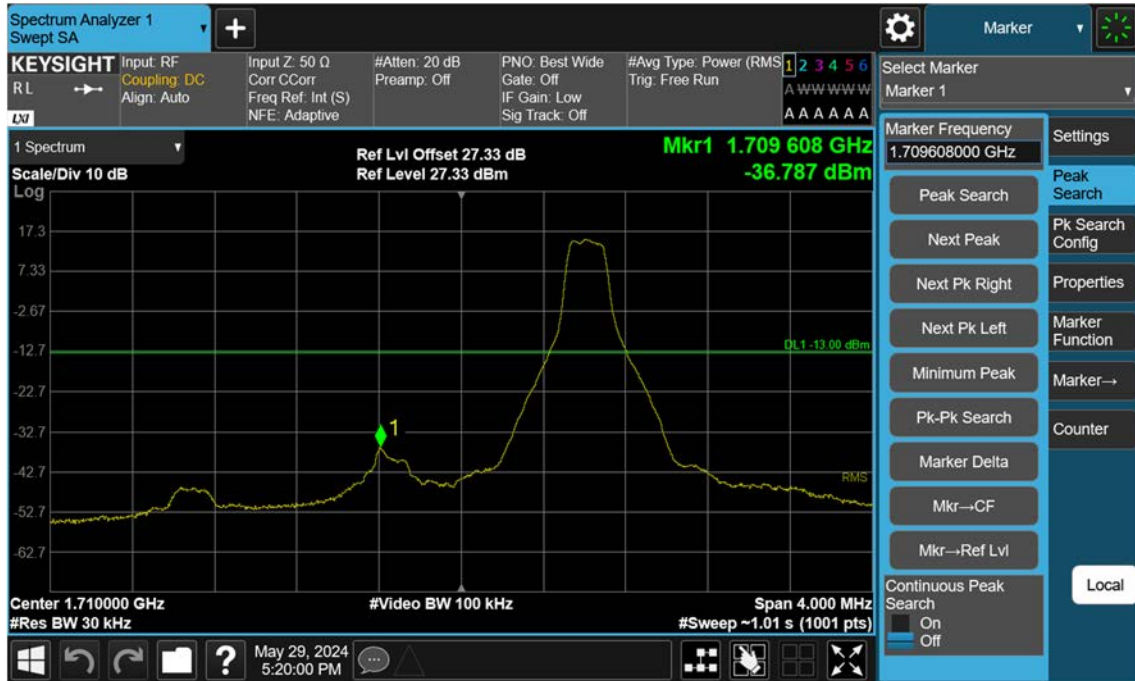 Spectrum Analyzer 1
Swept SA
Marker
KEYSIGHT
R L
LXI
Input: RF
Coupling: DC
Align: Auto
Input Z: 50 Ω
Corr CCorr
Freq Ref: Int (S)
NFE: Adaptive
#Atten: 20 dB
Preamp: Off
PNO: Best Wide
Gate: Off
IF Gain: Low
Sig Track: Off
#Avg Type: Power (RMS
Trig: Free Run
1 2 3 4 5 6
A W W W W W
A A A A A A
Select Marker
Marker 1
1 Spectrum
Scale/Div 10 dB
Log
Ref Lvl Offset 27.33 dB
Ref Level 27.33 dBm
Mkr1 1.709 608 GHz
-36.787 dBm
17.3
7.33
-2.67
-12.7
-22.7
-32.7
-42.7
-52.7
-62.7
DL1 -13.00 dBm
1
RMS
Center 1.710000 GHz
#Res BW 30 kHz
#Video BW 100 kHz
Span 4.000 MHz
#Sweep ~1.01 s (1001 pts)
Marker Frequency
1.709608000 GHz
Peak Search
Next Peak
Next Pk Right
Next Pk Left
Minimum Peak
Pk-Pk Search
Marker Delta
Mkr→CF
Mkr→Ref Lvl
Continuous Peak
Search
On
Off
Settings
Peak
Search
Pk Search
Config
Properties
Marker
Function
Marker→
Counter
Local
?
May 29, 2024
5:20:00 PM